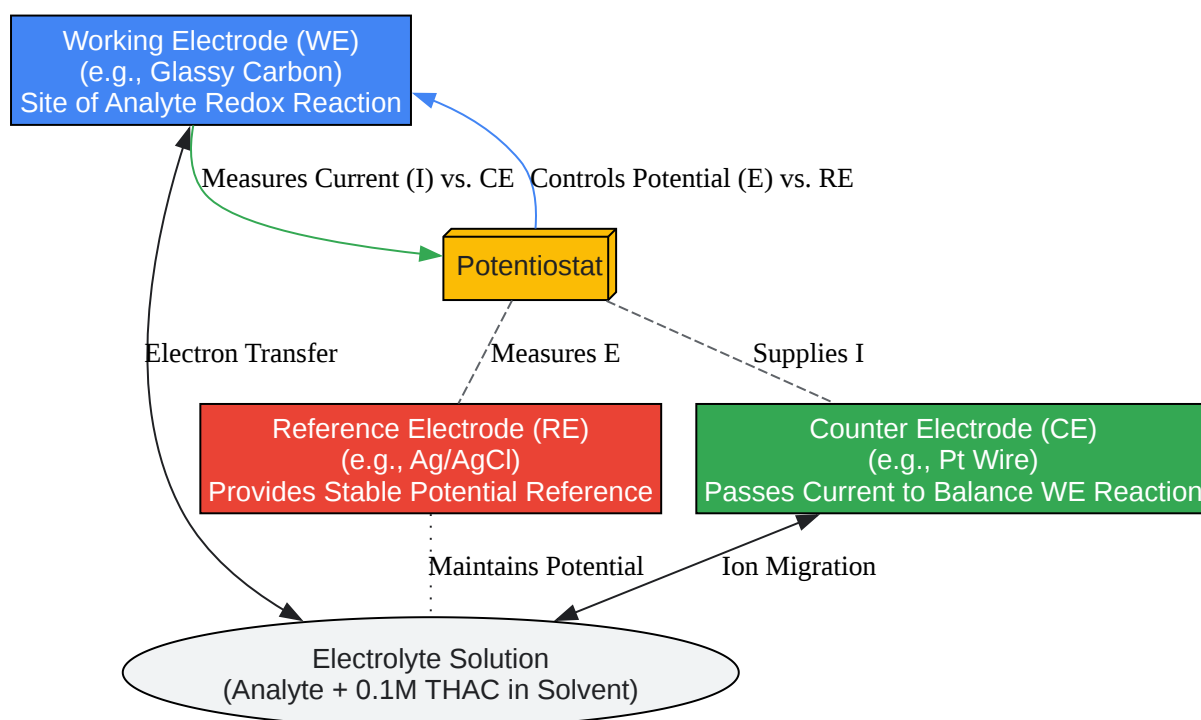 Working Electrode (WE)
(e.g., Glassy Carbon)
Site of Analyte Redox Reaction
Measures Current (I) vs. CE
Controls Potential (E) vs. RE
Potentiostat
Electron Transfer
Measures E
Supplies I
Reference Electrode (RE)
(e.g., Ag/AgCl)
Provides Stable Potential Reference
Counter Electrode (CE)
(e.g., Pt Wire)
Passes Current to Balance WE Reaction
Maintains Potential
Ion Migration
Electrolyte Solution
(Analyte + 0.1M THAC in Solvent)